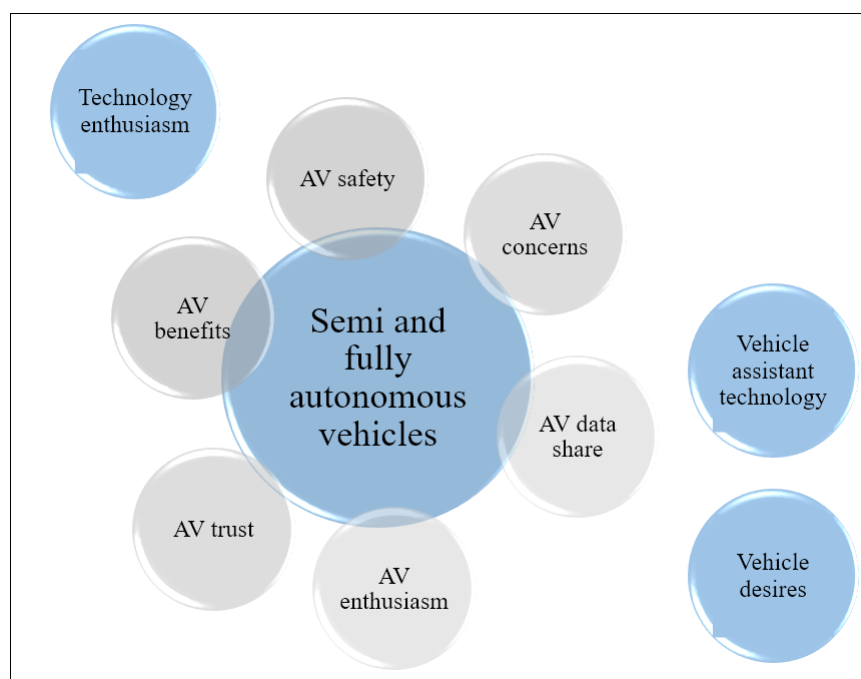 Technology
enthusiasm
AV safety
AV
concerns
AV
benefits
Semi and
fully
autonomous
vehicles
Vehicle
assistant
technology
AV data
share
AV trust
AV
enthusiasm
Vehicle
desires